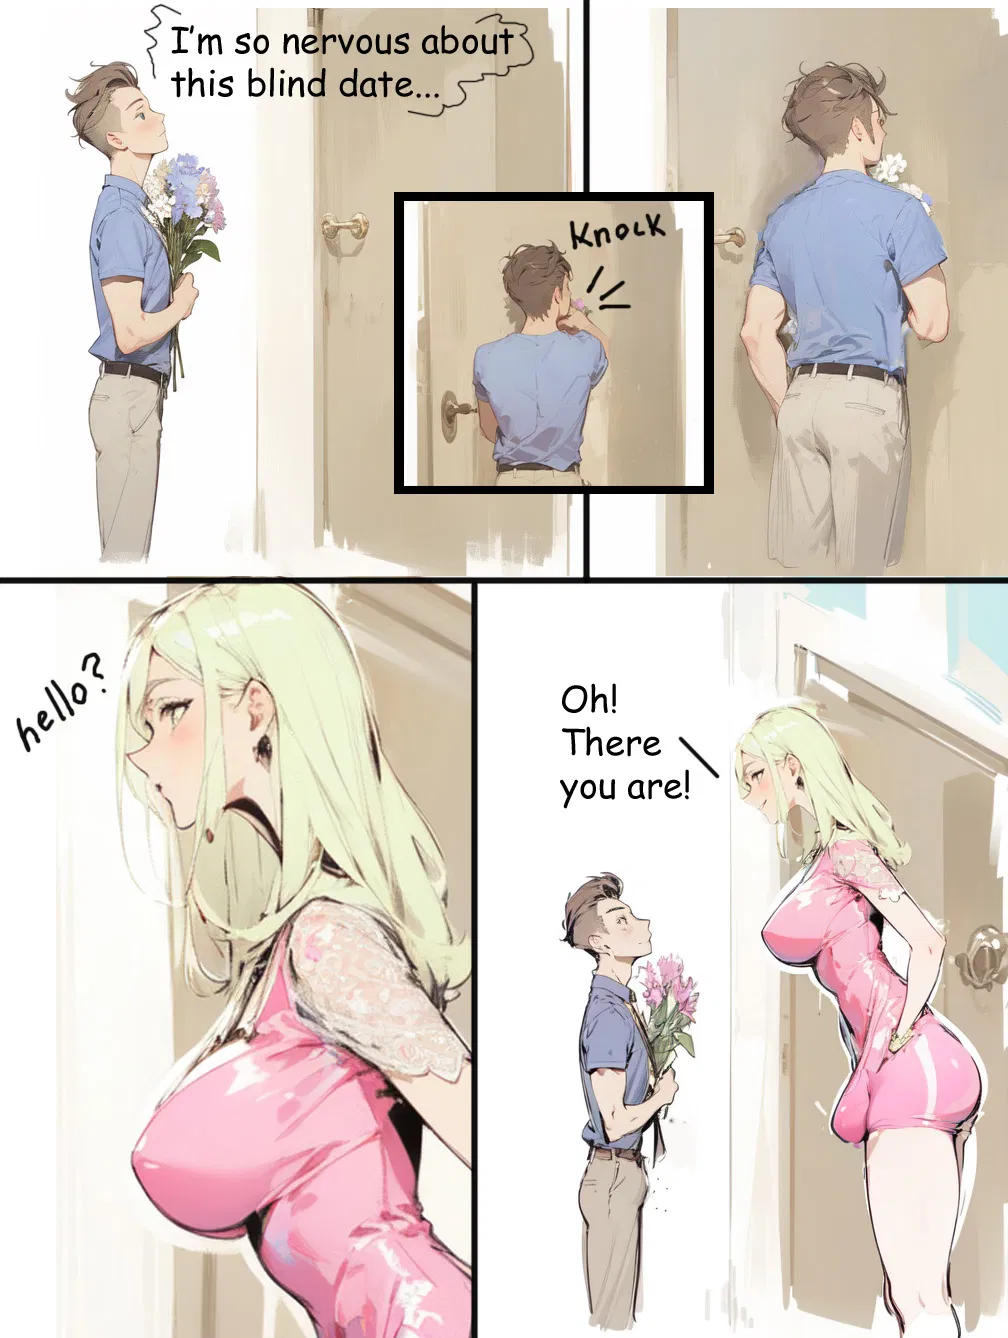 I'm so nervous about
this blind date...
Knock
hello?
Oh!
There
you are!